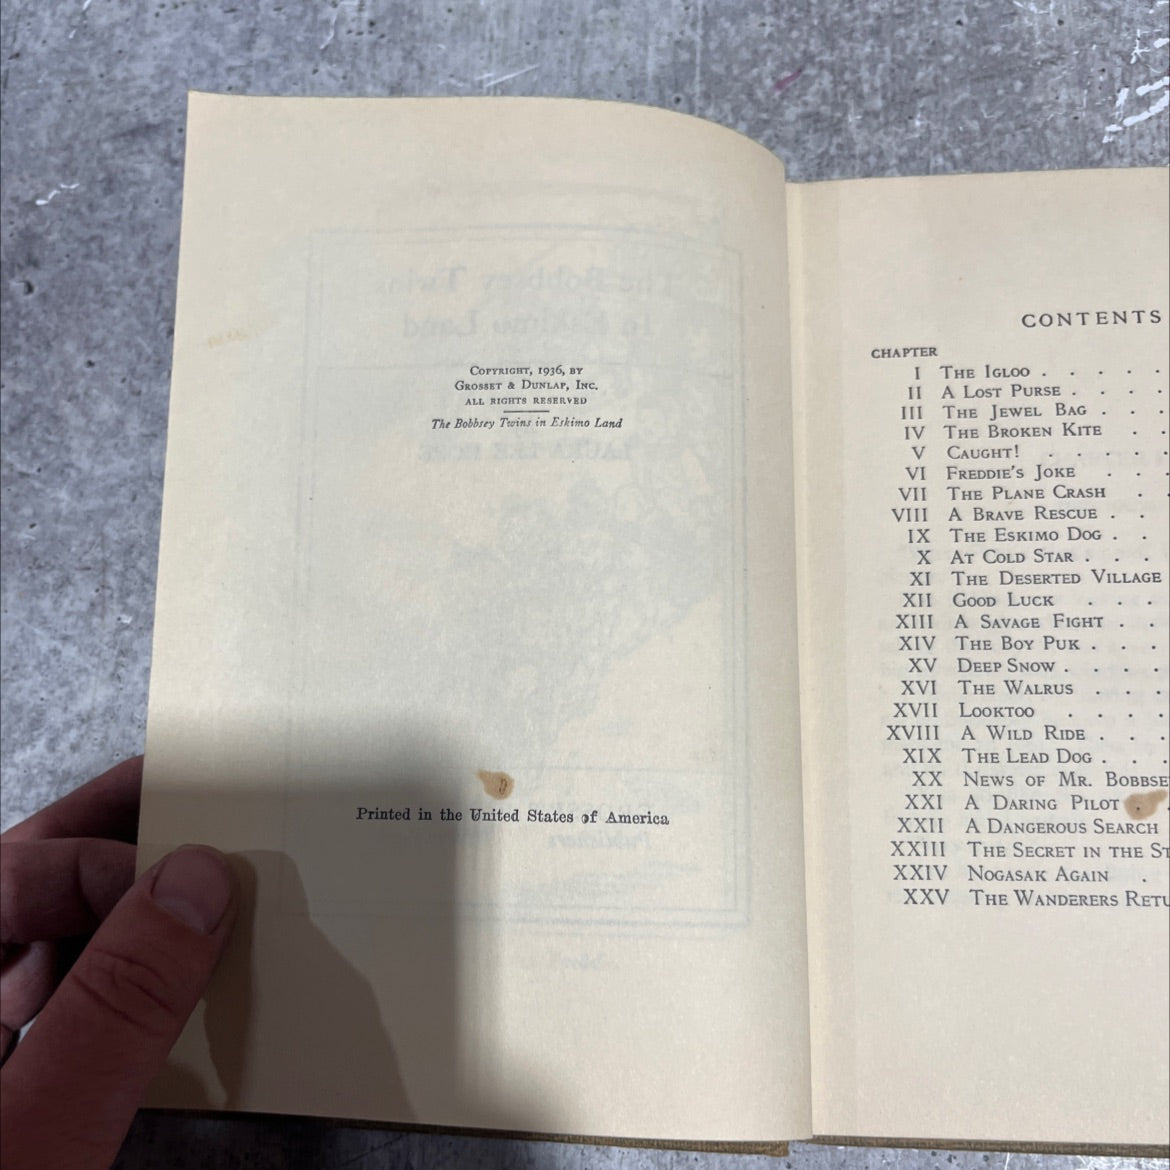 COPYRIGHT, 1936, BY
GROSSET & DUNLAP, INC.
ALL RIGHTS RESERVED
The Bobbsey Twins in Eskimo Land
Printed in the United States of America
CONTENTS
CHAPTER
I THE IGLOO . . . . .
II A LOST PURSE . . . .
III THE JEWEL BAG . . .
IV THE BROKEN KITE . .
V CAUGHT! . . . .
VI FREDDIE'S JOKE . . .
VII THE PLANE CRASH . .
VIII A BRAVE RESCUE . .
IX THE ESKIMO DOG . .
X AT COLD STAR . . .
XI THE DESERTED VILLAGE
XII GOOD LUCK . . .
XIII A SAVAGE FIGHT . .
XIV THE BOY PUK . . .
XV DEEP SNOW . . . .
XVI THE WALRUS . . .
XVII LOOKTOO . . . .
XVIII A WILD RIDE . . .
XIX THE LEAD DOG . . .
XX NEWS OF MR. BOBBSE
XXI A DARING PILOT . .
XXII A DANGEROUS SEARCH
XXIII THE SECRET IN THE ST
XXIV NOGASAK AGAIN .
XXV THE WANDERERS RETU